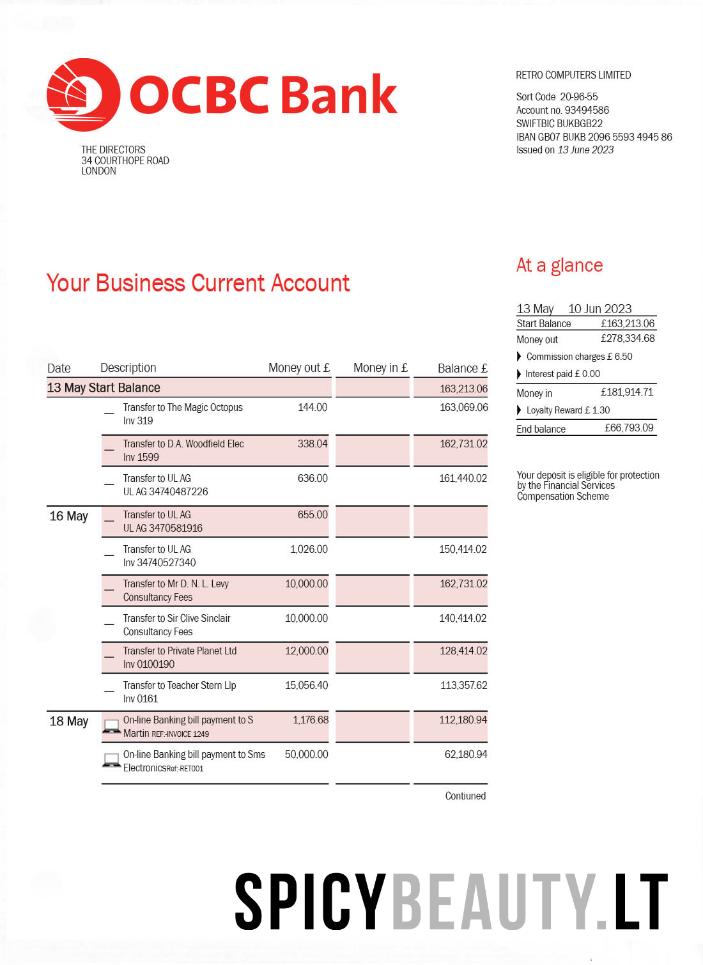 OCBC Bank
RETRO COMPUTERS LIMITED
Sort Code 20-96-55
Account no. 93494586
SWIFTBIC BUKBGB22
IBAN GB07 BUKB 2096 5593 4945 86
Issued on 13 June 2023
THE DIRECTORS
34 COURTHOPE ROAD
LONDON
Your Business Current Account
At a glance
13 May 10 Jun 2023
Start Balance £163,213.06
Money out £278,334.68
Commission charges £ 6.50
Interest paid £ 0.00
Money in £181,914.71
Loyalty Reward £ 1.30
End balance £66,793.09
Your deposit is eligible for protection
by the Financial Services
Compensation Scheme
Date Description Money out £ Money in £ Balance £
13 May Start Balance 163,213.06
Transfer to The Magic Octopus 144.00 163,069.06
Inv 319
Transfer to D.A. Woodfield Elec 338.04 162,731.02
Inv 1599
Transfer to UL AG 636.00 161,440.02
UL AG 34740487226
16 May Transfer to UL AG 655.00
UL AG 3470581916
Transfer to UL AG 1,026.00 150,414.02
Inv 34740527340
Transfer to Mr D. N. L. Levy 10,000.00 162,731.02
Consultancy Fees
Transfer to Sir Clive Sinclair 10,000.00 140,414.02
Consultancy Fees
Transfer to Private Planet Ltd 12,000.00 128,414.02
Inv 0100190
Transfer to Teacher Stern Llp 15,056.40 113,357.62
Inv 0161
18 May On-line Banking bill payment to S 1,176.68 112,180.94
Martin REF:-INVOICE 1249
On-line Banking bill payment to Sms 50,000.00 62,180.94
ElectronicsRef:-RET001
Contiuned
SPICYBEAUTY.LT